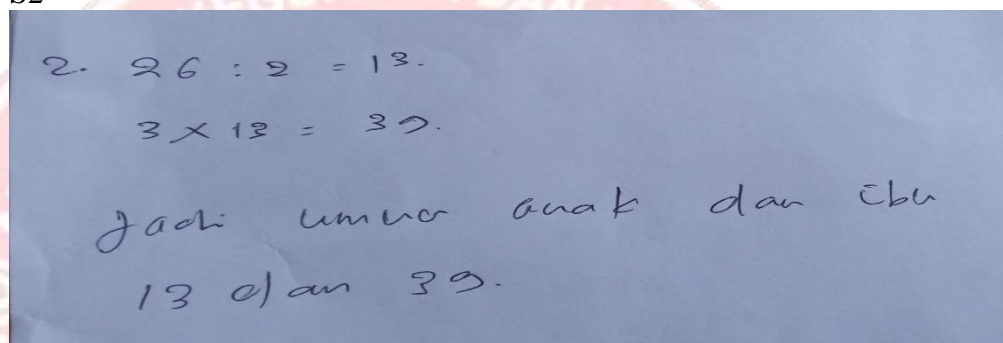 2. 26 : 2 = 13.
3 X 13 = 39.
Jadi umur anak dan ibu
13 dan 39.